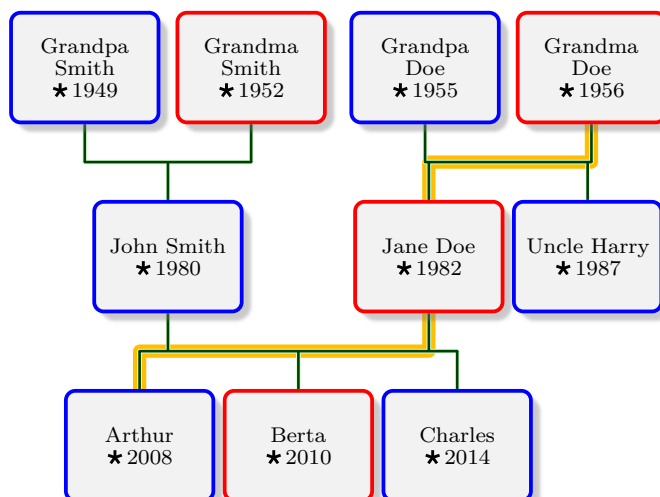 Grandpa
Smith
★ 1949
Grandma
Smith
★ 1952
Grandpa
Doe
★ 1955
Grandma
Doe
★ 1956
John Smith
★ 1980
Jane Doe
★ 1982
Uncle Harry
★ 1987
Arthur
★ 2008
Berta
★ 2010
Charles
★ 2014